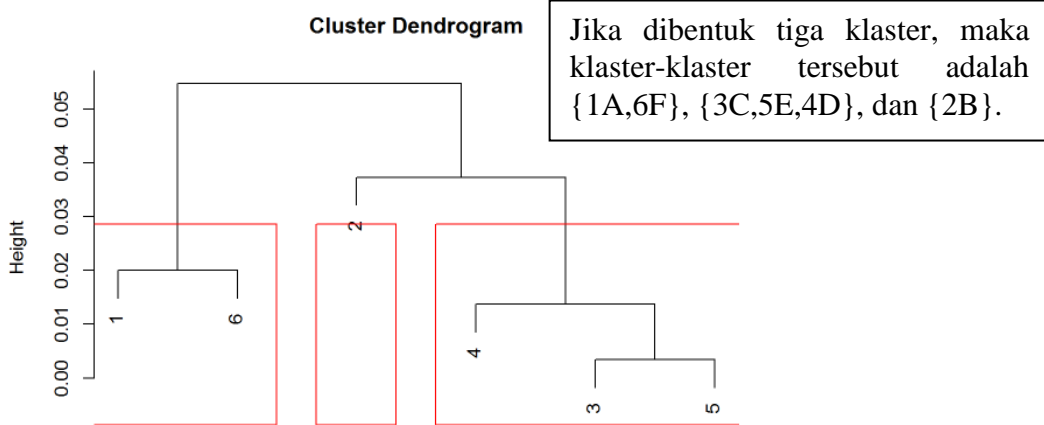 Cluster Dendrogram
Jika dibentuk tiga klaster, maka
klaster-klaster tersebut adalah
{1A,6F}, {3C,5E,4D}, dan {2B}.
Height
0.05
0.04
0.03
0.02
0.01
0.00
1
6
2
4
3
5